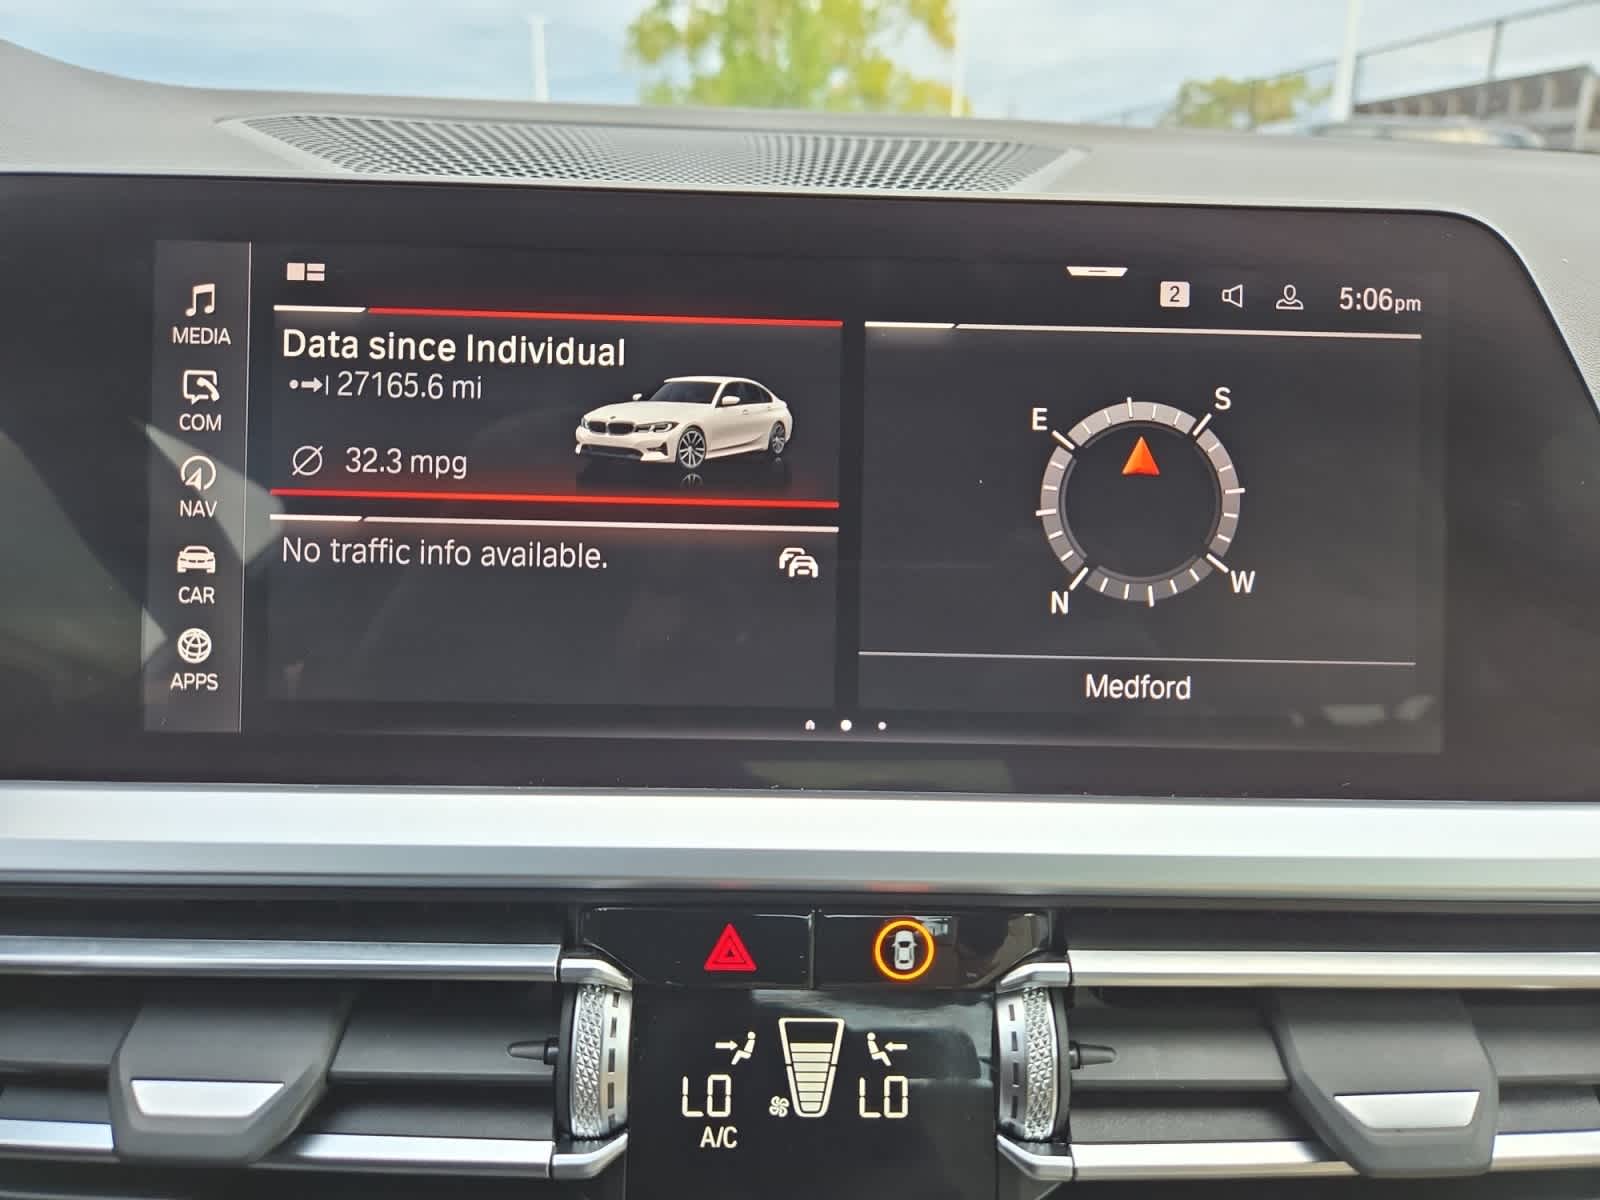 MEDIA
COM
NAV
CAR
APPS
Data since Individual
27165.6 mi
32.3 mpg
No traffic info available.
2
5:06pm
E
S
N
W
Medford
LO
LO
A/C